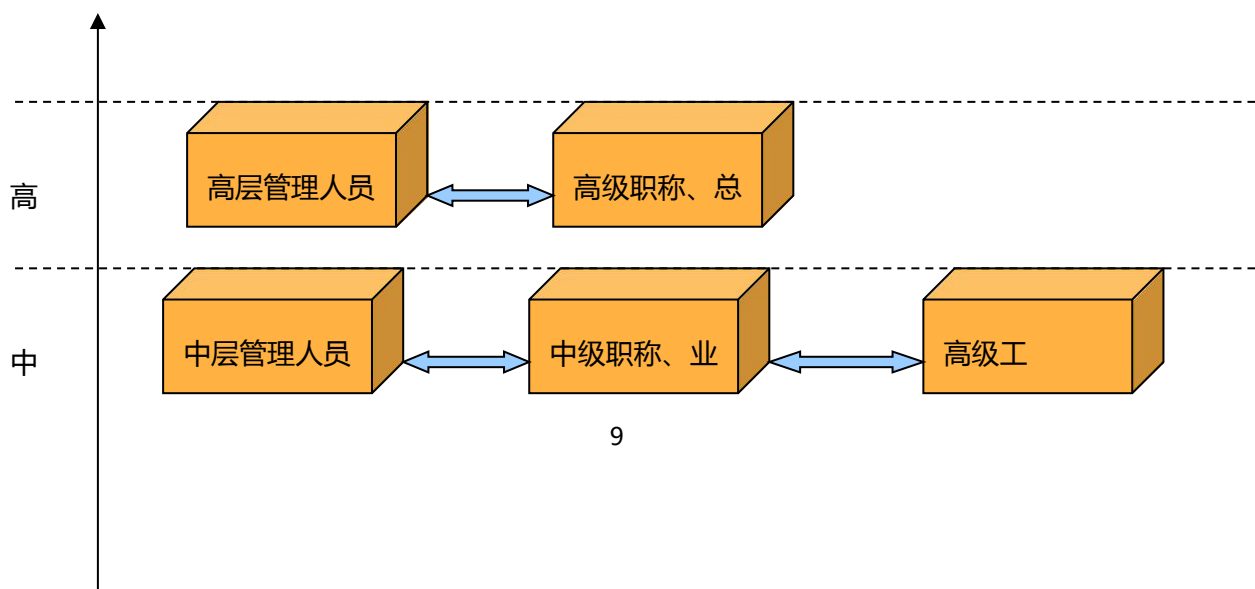 高层管理人员
高级职称、总
高
中层管理人员
中级职称、业
高级工
中
9